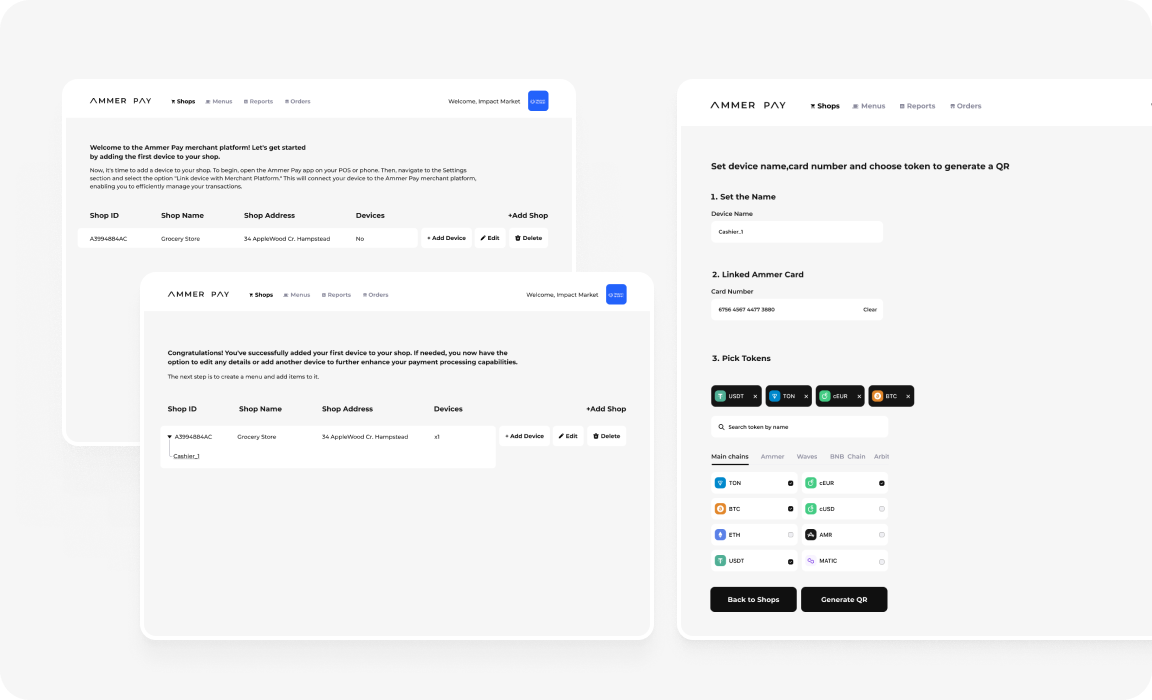 AMMER PAY
Shops
Menus
Reports
Orders
Welcome, Impact Market
Welcome to the Ammer Pay merchant platform! Let's get started
by adding the first device to your shop.
Now, it's time to add a device to your shop. To begin, open the Ammer Pay app on your POS or phone. Then, navigate to the Settings
section and select the option "Link device with Merchant Platform." This will connect your device to the Ammer Pay merchant platform,
enabling you to efficiently manage your transactions.
Shop ID Shop Name Shop Address Devices +Add Shop
A3994884AC Grocery Store 34 AppleWood Cr. Hampstead No + Add Device Edit Delete
AMMER PAY
Shops
Menus
Reports
Orders
Welcome, Impact Market
Congratulations! You've successfully added your first device to your shop. If needed, you now have the
option to edit any details or add another device to further enhance your payment processing capabilities.
The next step is to create a menu and add items to it.
Shop ID Shop Name Shop Address Devices +Add Shop
A3994884AC Grocery Store 34 AppleWood Cr. Hampstead x1 + Add Device Edit Delete
Cashier_1
AMMER PAY
Shops
Menus
Reports
Orders
Set device name,card number and choose token to generate a QR
1. Set the Name
Device Name
Cashier_1
2. Linked Ammer Card
Card Number
6756 4567 4477 3880 Clear
3. Pick Tokens
USDT × TON × cEUR × BTC ×
Search token by name
Main chains Ammer Waves BNB Chain Arbit
TON cEUR
BTC cUSD
ETH AMR
USDT MATIC
Back to Shops Generate QR